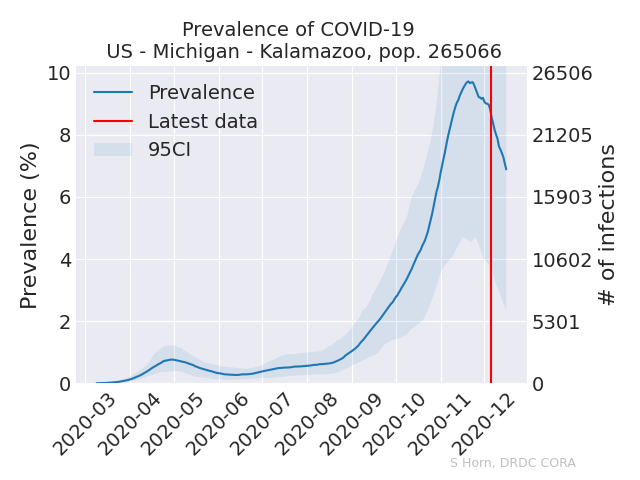 Prevalence of COVID-19
US - Michigan - Kalamazoo, pop. 265066
Prevalence
Latest data
95CI
Prevalence (%)
10
8
6
4
2
0
26506
21205
15903
10602
5301
0
# of infections
2020-03
2020-04
2020-05
2020-06
2020-07
2020-08
2020-09
2020-10
2020-11
2020-12
S Horn, DRDC CORA